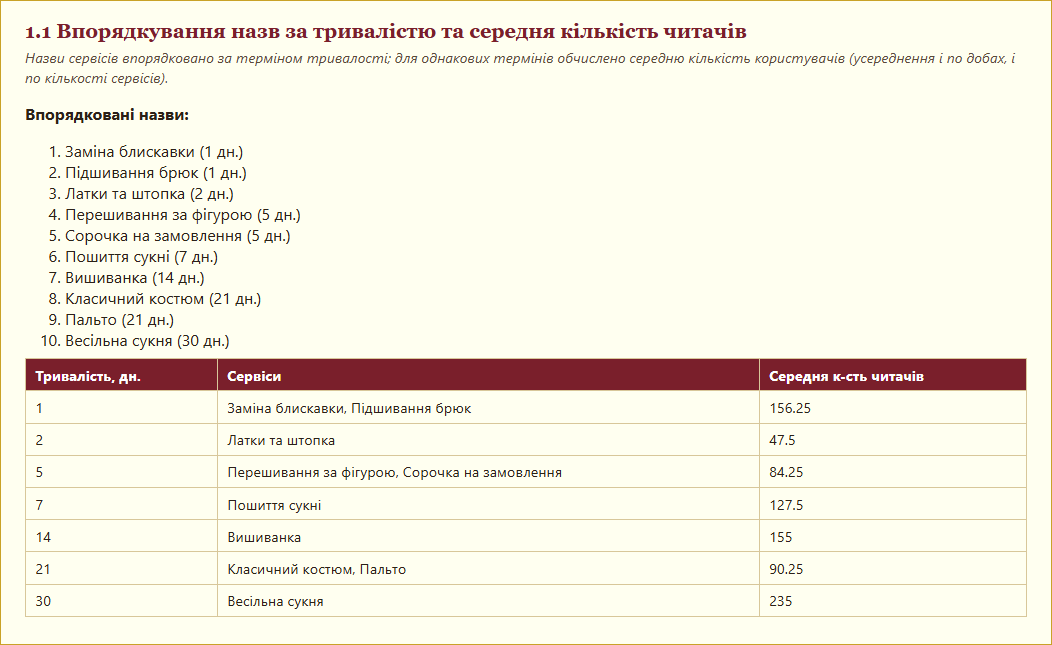 1.1 Впорядкування назв за тривалістю та середня кількість читачів
Назви сервісів впорядковано за терміном тривалості; для однакових термінів обчислено середню кількість користувачів (усереднення і по добах, і
по кількості сервісів).
Впорядковані назви:
1. Заміна блискавки (1 дн.)
2. Підшивання брюк (1 дн.)
3. Латки та штопка (2 дн.)
4. Перешивання за фігурою (5 дн.)
5. Сорочка на замовлення (5 дн.)
6. Пошиття сукні (7 дн.)
7. Вишиванка (14 дн.)
8. Класичний костюм (21 дн.)
9. Пальто (21 дн.)
10. Весільна сукня (30 дн.)
Тривалість, дн. Сервіси Середня к-сть читачів
1 Заміна блискавки, Підшивання брюк 156.25
2 Латки та штопка 47.5
5 Перешивання за фігурою, Сорочка на замовлення 84.25
7 Пошиття сукні 127.5
14 Вишиванка 155
21 Класичний костюм, Пальто 90.25
30 Весільна сукня 235